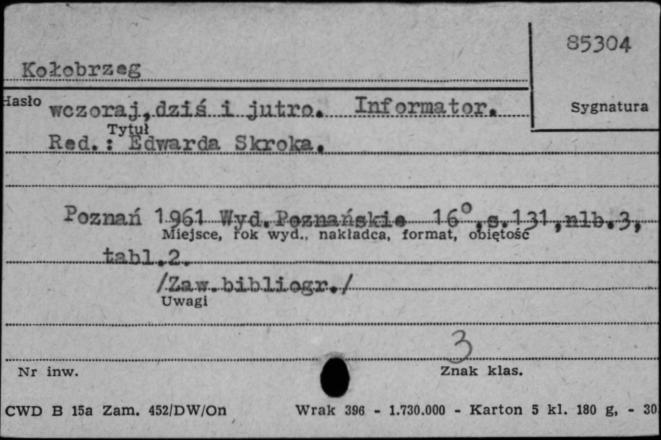 85304
Kołobrzeg
Hasło wczoraj, dziś i jutro. Informator. Sygnatura
Tytuł
Red.: Edwarda Skroka.
Poznań 1961 Wyd.Poznańskie 16°,s.131,nlb.3,
Miejsce, rok wyd., nakładca, format, objętość
tabl.2.
/Zaw.bibliogr./
Uwagi
3
Nr inw. Znak klas.
CWD B 15a Zam. 452/DW/On Wrak 396 - 1.730.000 - Karton 5 kl. 180 g, - 30